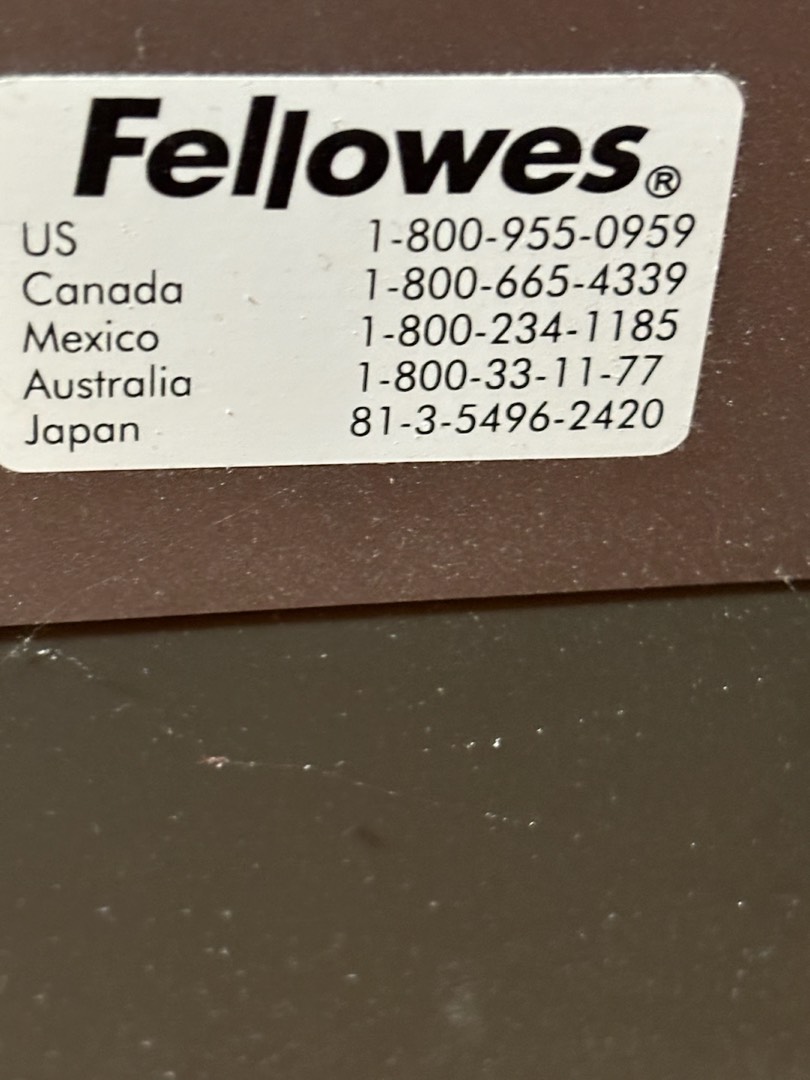 Fellowes®
US 1-800-955-0959
Canada 1-800-665-4339
Mexico 1-800-234-1185
Australia 1-800-33-11-77
Japan 81-3-5496-2420